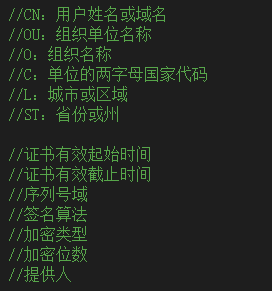 //CN：用户姓名或域名
//OU：组织单位名称
//O：组织名称
//C：单位的两字母国家代码
//L：城市或区域
//ST：省份或州
//证书有效起始时间
//证书有效截止时间
//序列号域
//签名算法
//加密类型
//加密位数
//提供人